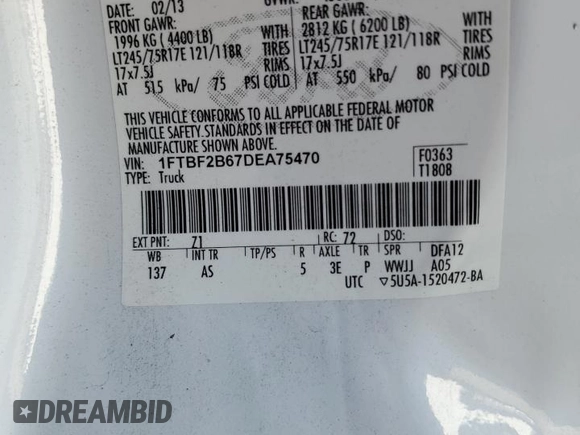 DATE: 02/13
FRONT GAWR:
1996 KG ( 4400 LB)
LT245/75R17E 121/118R
17x7.5J
AT 515 kPa/ 75 PSI COLD
WITH
TIRES
RIMS
REAR GAWR:
2812 KG ( 6200 LB)
LT245/75R17E 121/118R
17x7.5J
AT 550 kPa/ 80 PSI COLD
WITH
TIRES
RIMS
THIS VEHICLE CONFORMS TO ALL APPLICABLE FEDERAL MOTOR
VEHICLE SAFETY STANDARDS IN EFFECT ON THE DATE OF
MANUFACTURE SHOWN ABOVE.
VIN: 1FTBF2B67DEA75470
TYPE: Truck
F0363
T1808
EXT PNT: Z1 RC: 72 DSO:
WB INT TR TP/PS R AXLE TR SPR DFA12
137 AS 5 3E P WWJJ A05
UTC ▽5U5A-1520472-BA
DREAMBID